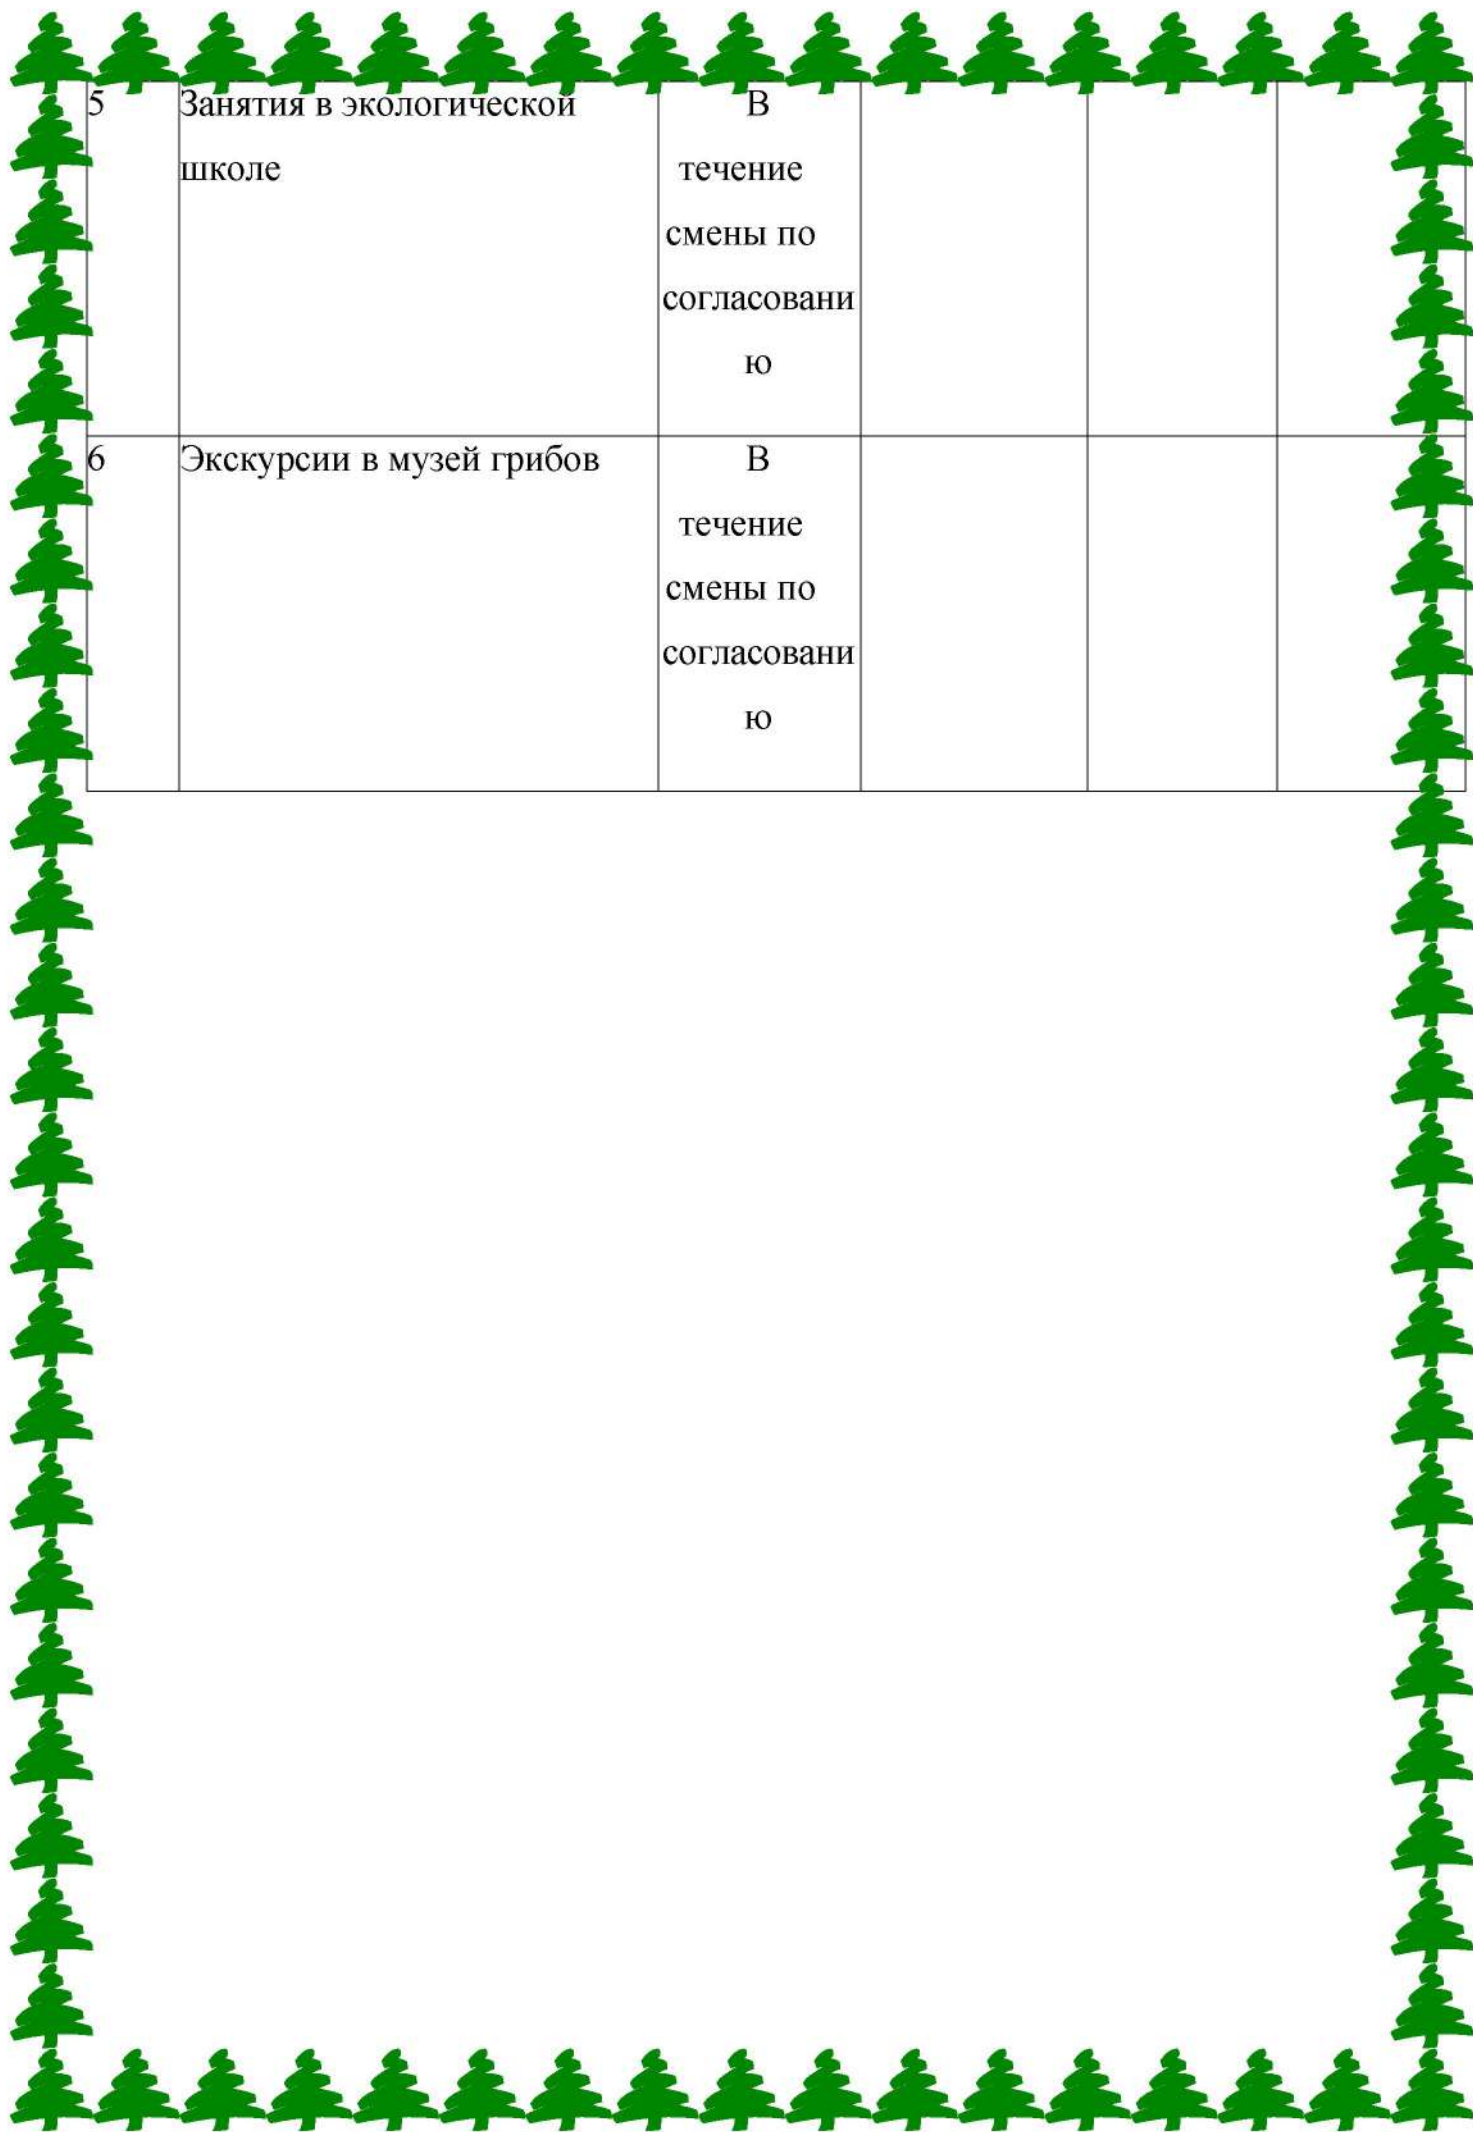 5 Занятия в экологической В
школе течение
смены по
согласовани
ю
6 Экскурсии в музей грибов В
течение
смены по
согласовани
ю